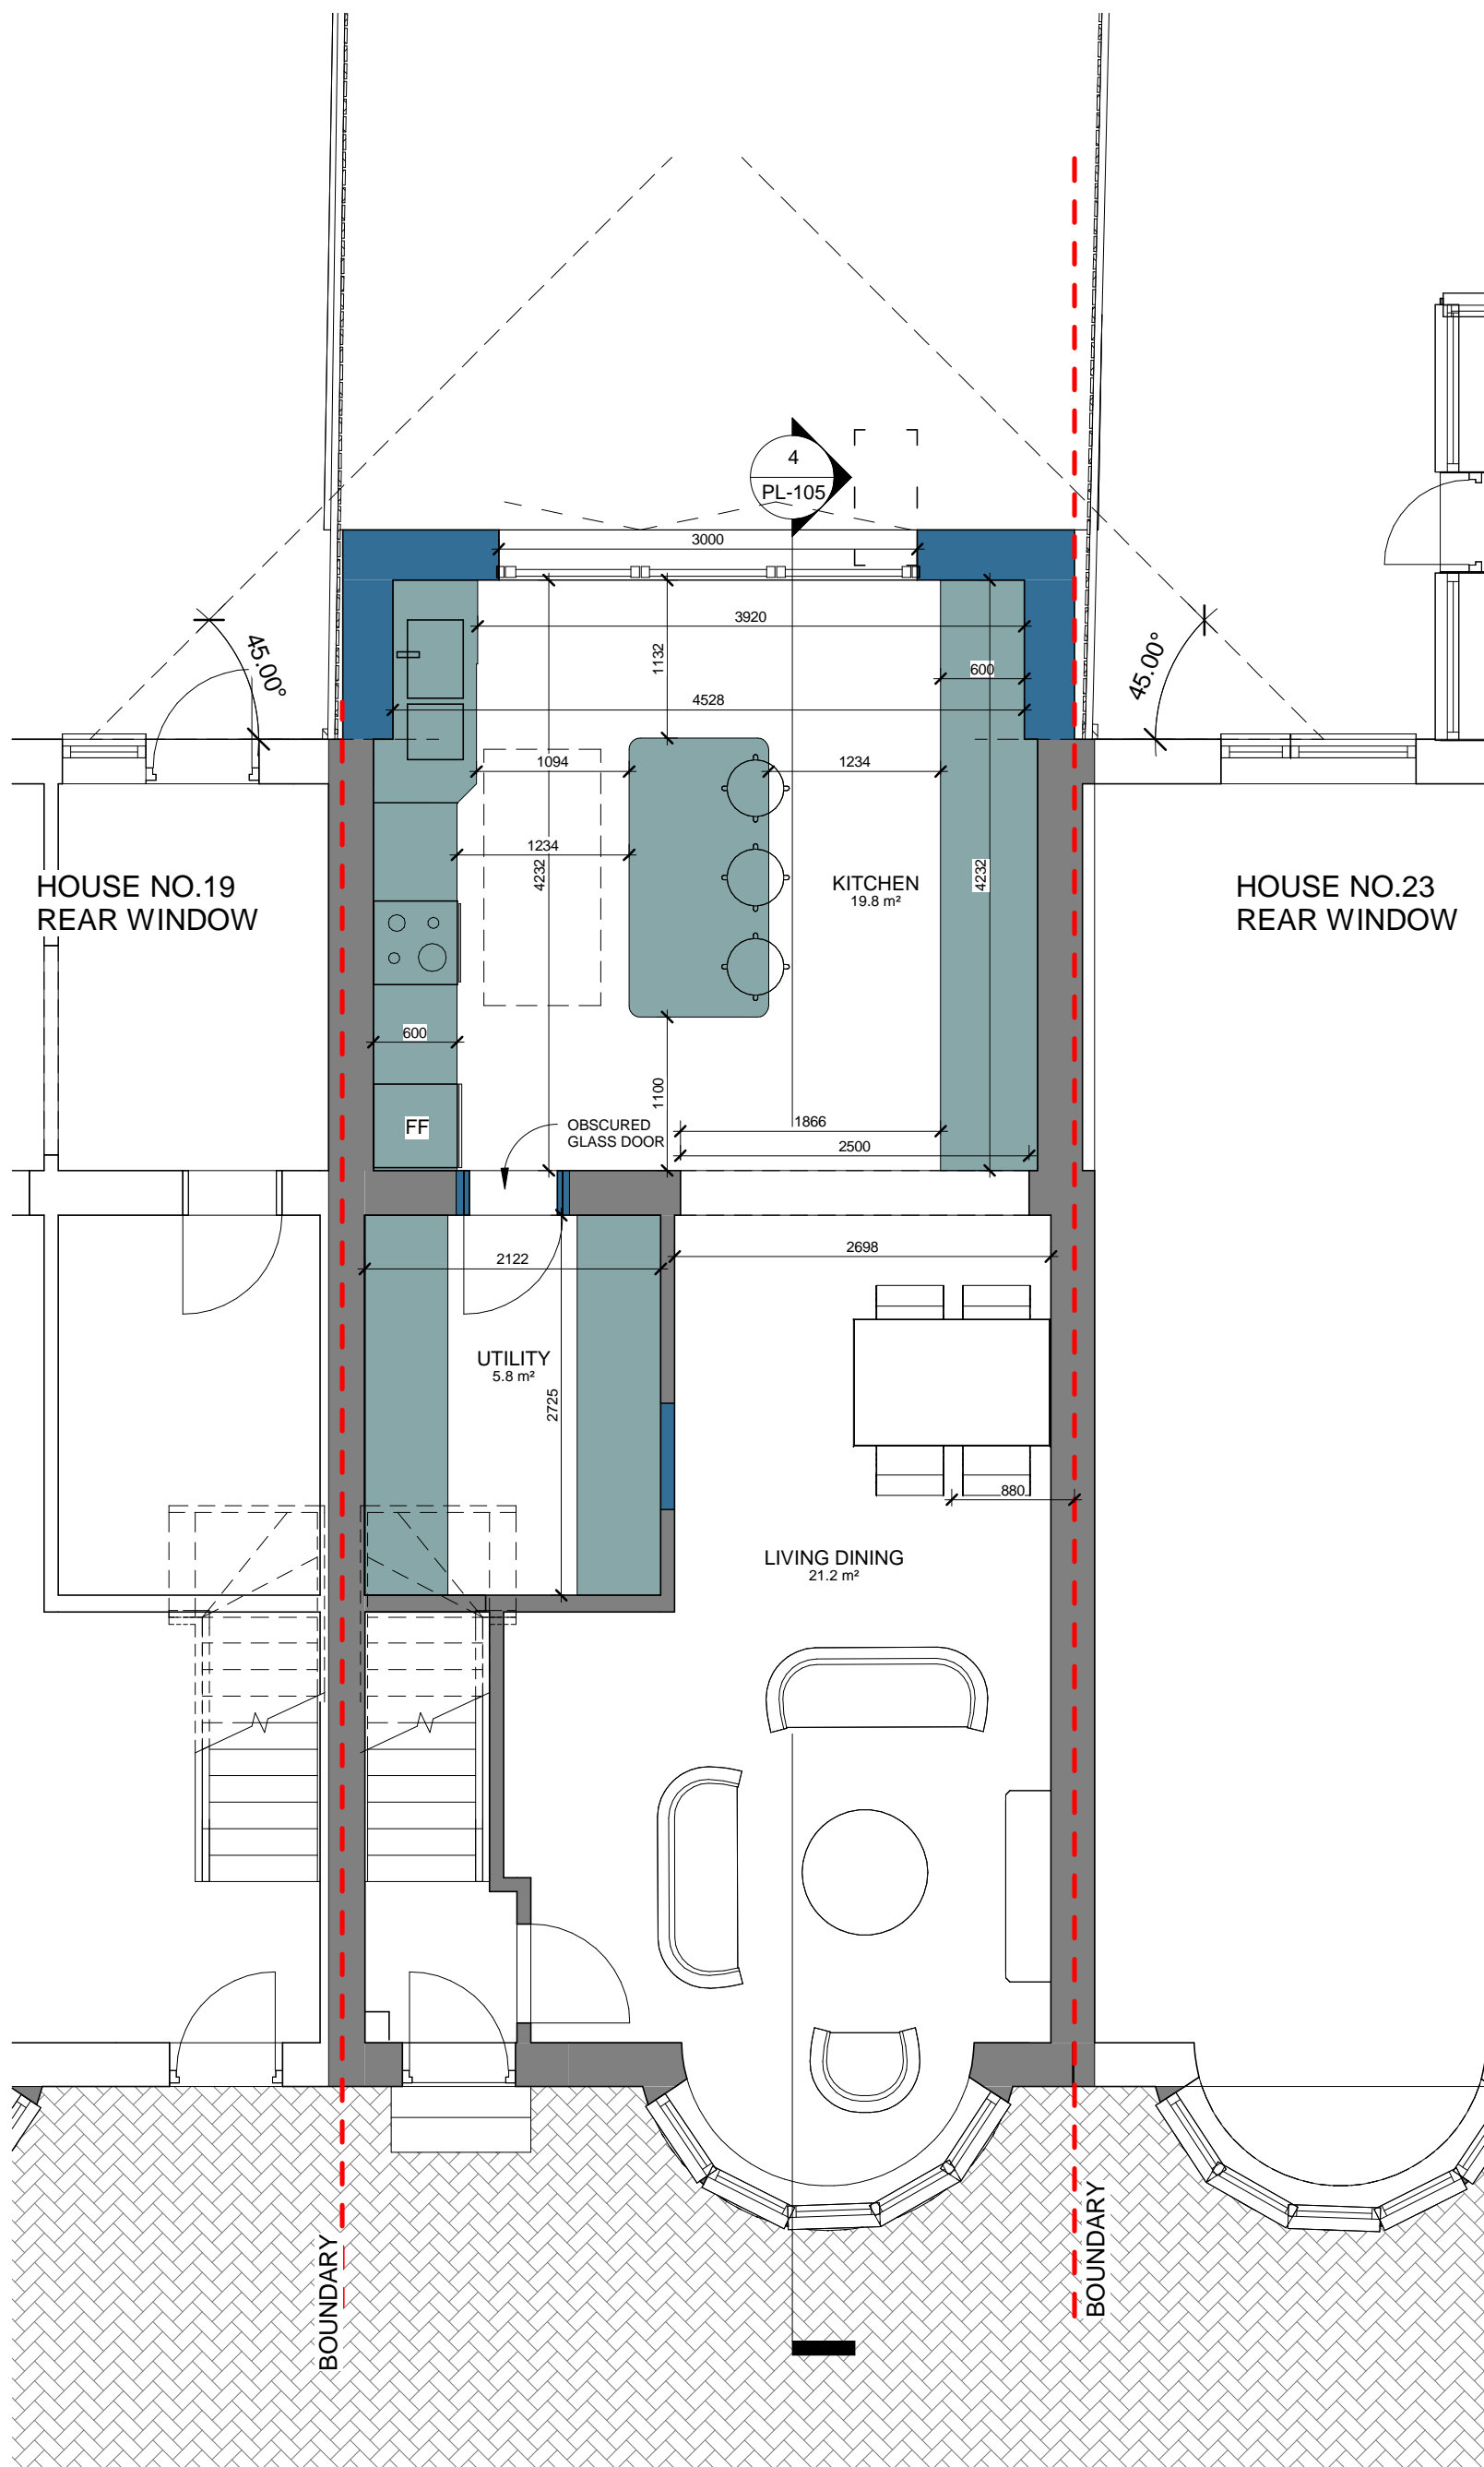 4
PL-105
3000
3920
1132
600
45.00°
45.00°
4528
1094
1234
1234
4232
4232
HOUSE NO.19
REAR WINDOW
KITCHEN
19.8 m²
HOUSE NO.23
REAR WINDOW
600
1100
FF
OBSCURED
GLASS DOOR
1866
2500
2122
2698
UTILITY
5.8 m²
2725
880
LIVING DINING
21.2 m²
BOUNDARY
BOUNDARY